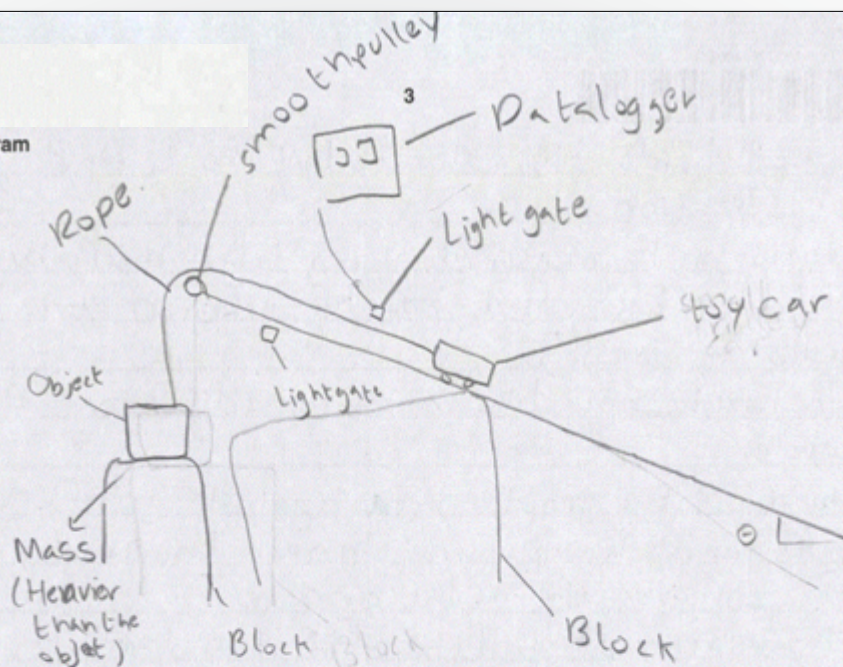 3
am
smooth pulley
Datalogger
Rope
Light gate
toy car
Object
Lightgate
Θ
Mass
(Heavier
than the
objet)
Block
Block
Block